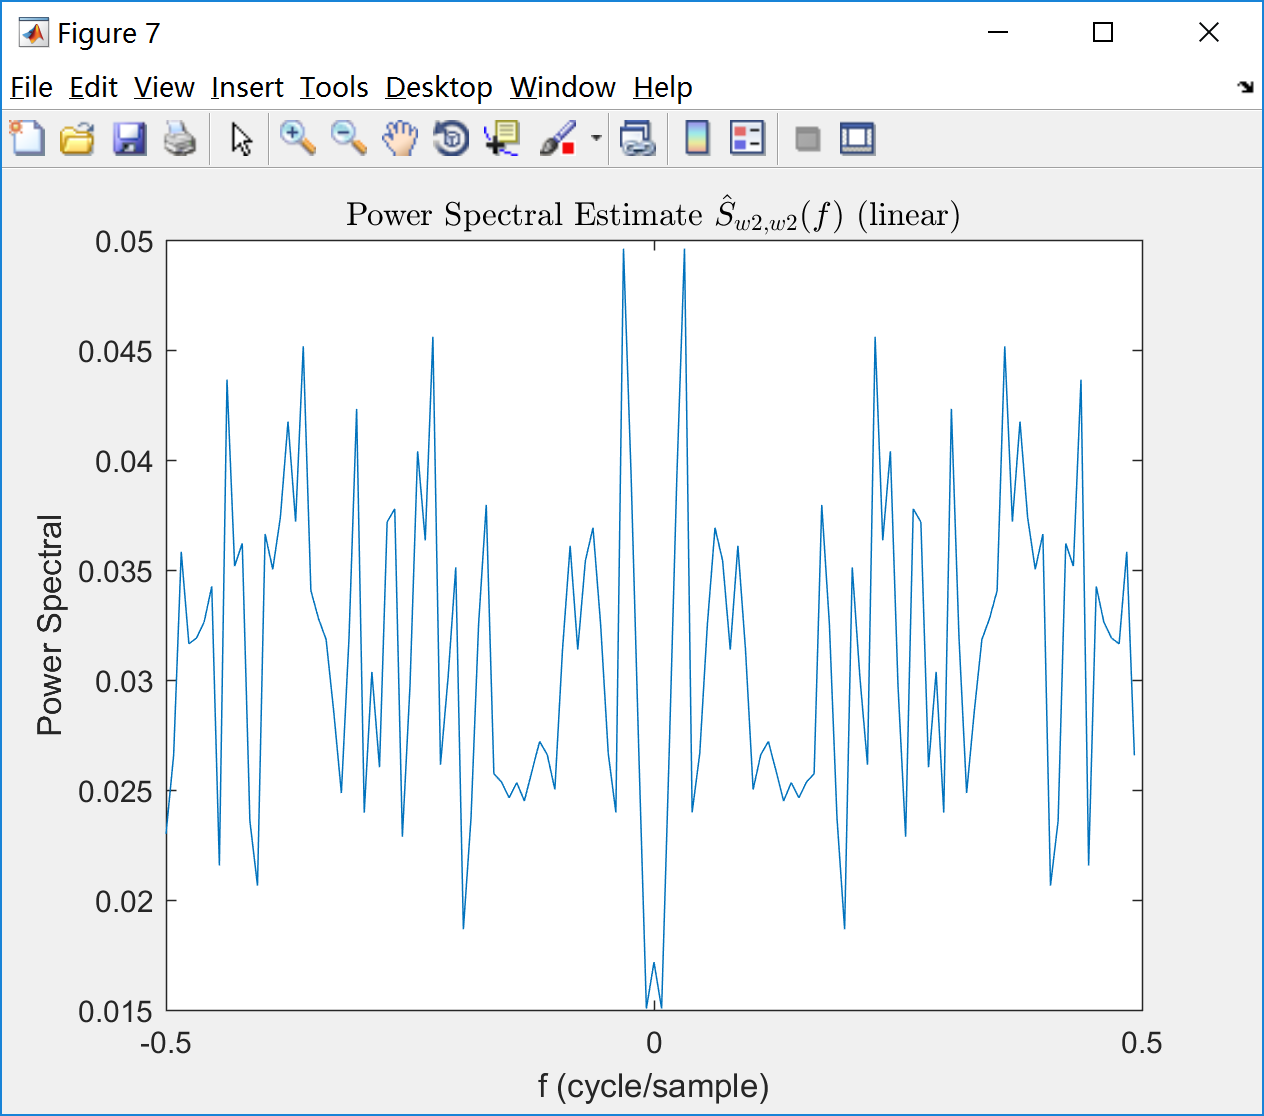 Figure 7
File Edit View Insert Tools Desktop Window Help
Power Spectral Estimate $\hat{S}_{w2,w2}(f)$ (linear)
0.05
0.045
0.04
0.035
0.03
0.025
0.02
0.015
Power Spectral
-0.5 0 0.5
f (cycle/sample)